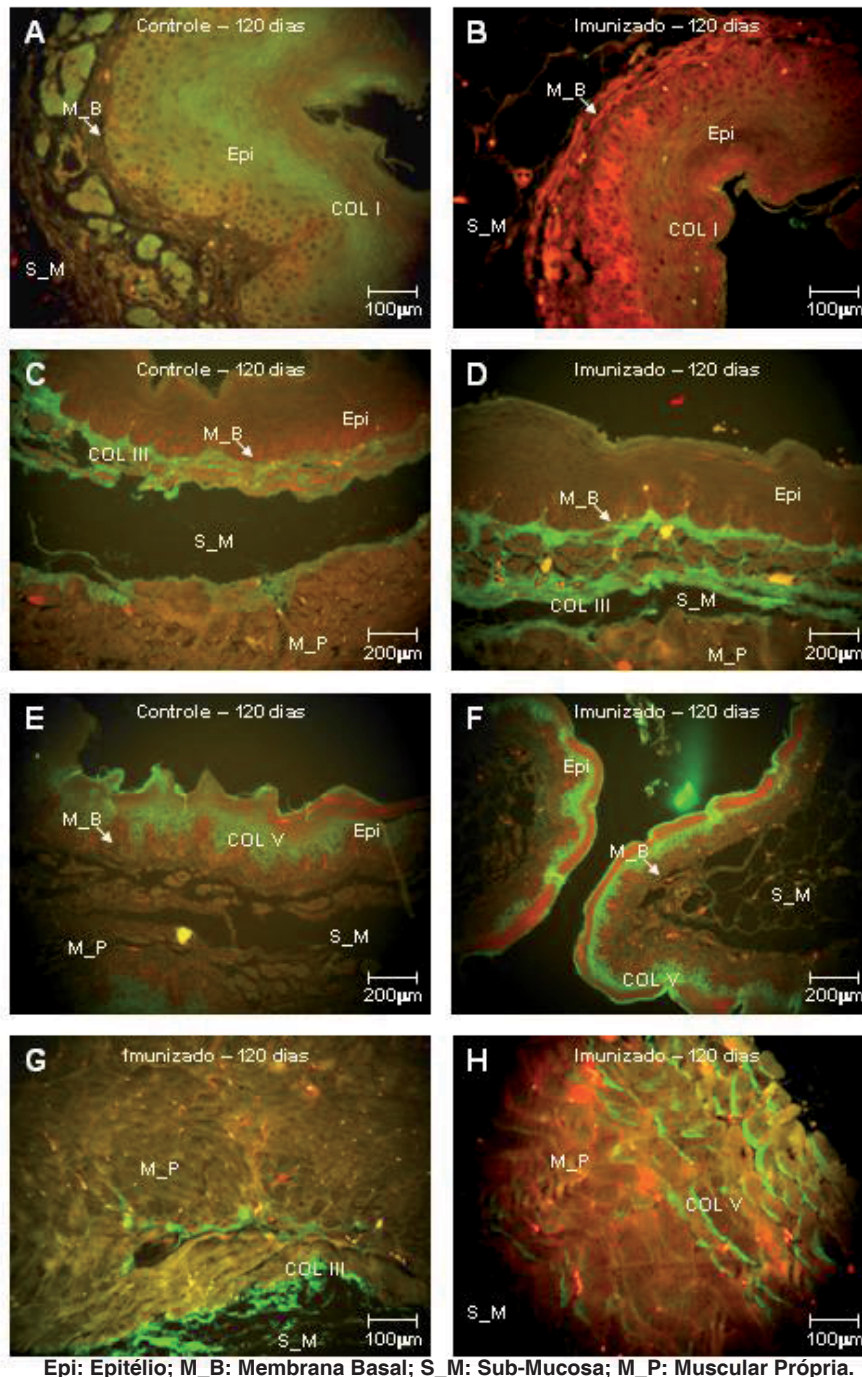 A Controle – 120 dias
M_B
Epi
COL I
S_M
100µm
B Imunizado – 120 dias
M_B
Epi
S_M
COL I
100µm
C Controle – 120 dias
Epi
M_B
COL III
S_M
M_P
200µm
D Imunizado – 120 dias
M_B
Epi
COL III
S_M
M_P
200µm
E Controle – 120 dias
M_B
COL V
Epi
M_P
S_M
200µm
F Imunizado – 120 dias
Epi
M_B
S_M
COL V
200µm
G Imunizado – 120 dias
M_P
COL III
S_M
100µm
H Imunizado – 120 dias
M_P
COL V
S_M
100µm
Epi: Epitélio; M_B: Membrana Basal; S_M: Sub-Mucosa; M_P: Muscular Própria.